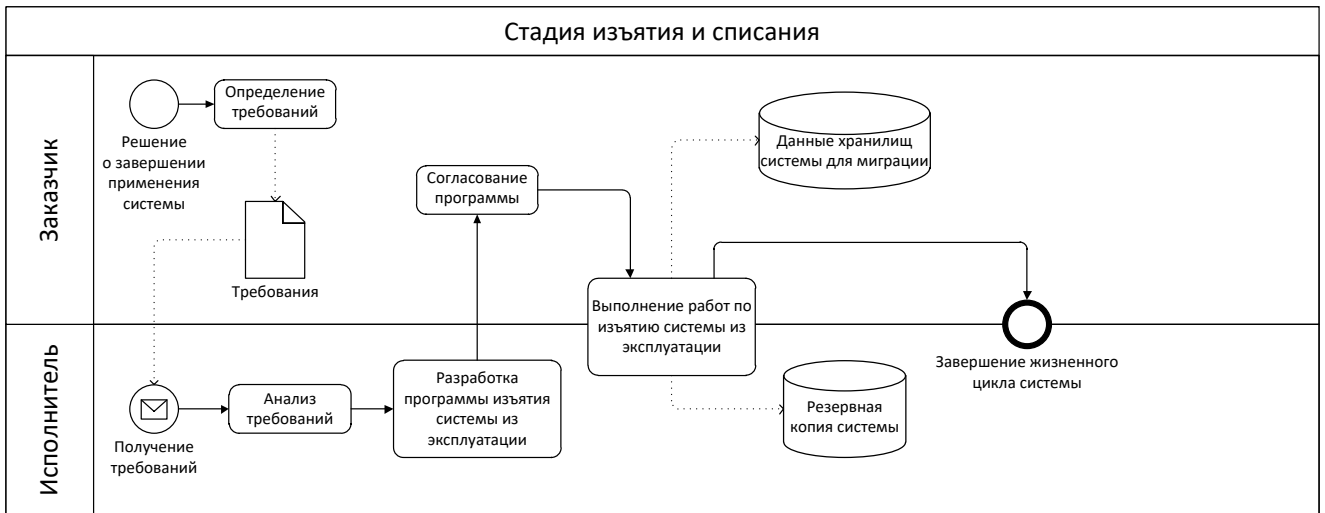 Стадия изъятия и списания
Заказчик
Решение
о завершении
применения
системы
Определение
требований
Требования
Согласование
программы
Данные хранилищ
системы для миграции
Выполнение работ по
изъятию системы из
эксплуатации
Завершение жизненного
цикла системы
Исполнитель
Получение
требований
Анализ
требований
Разработка
программы изъятия
системы из
эксплуатации
Резервная
копия системы